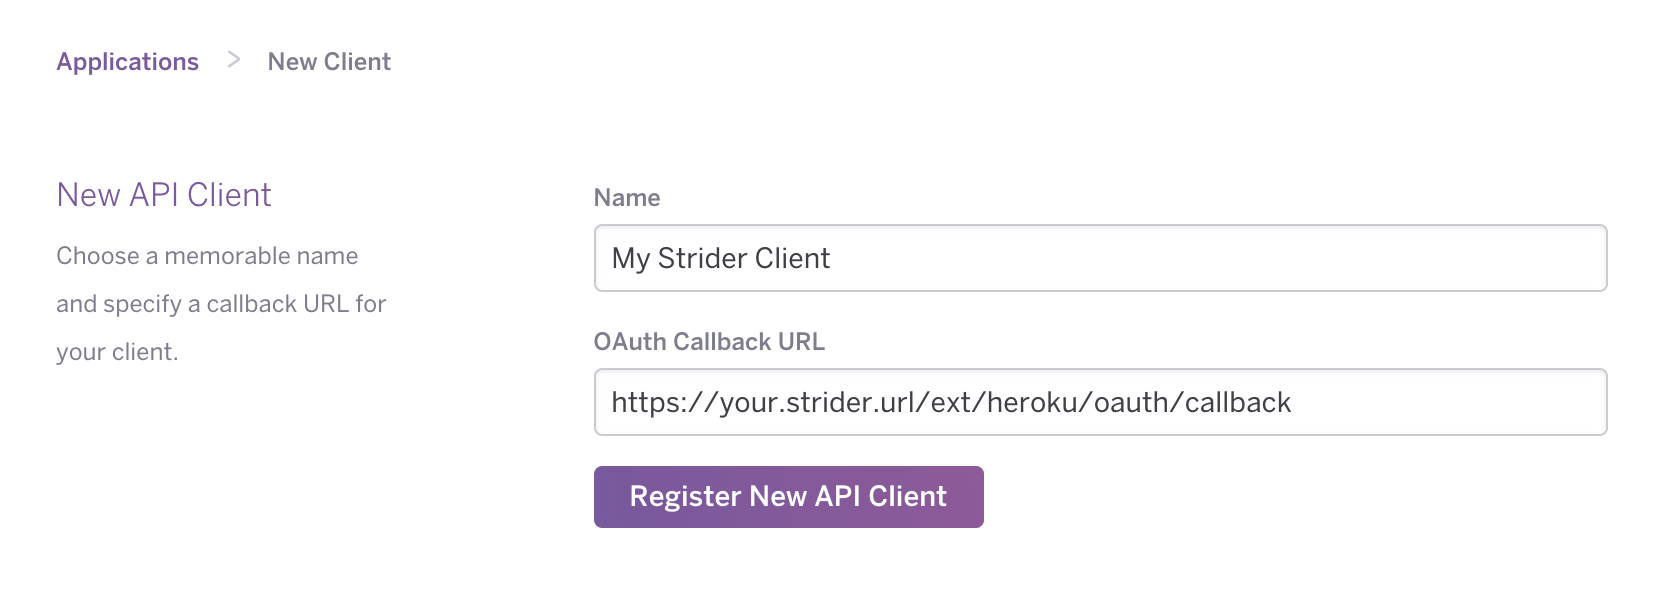 Applications > New Client
New API Client
Choose a memorable name
and specify a callback URL for
your client.
Name
My Strider Client
OAuth Callback URL
https://your.strider.url/ext/heroku/oauth/callback
Register New API Client